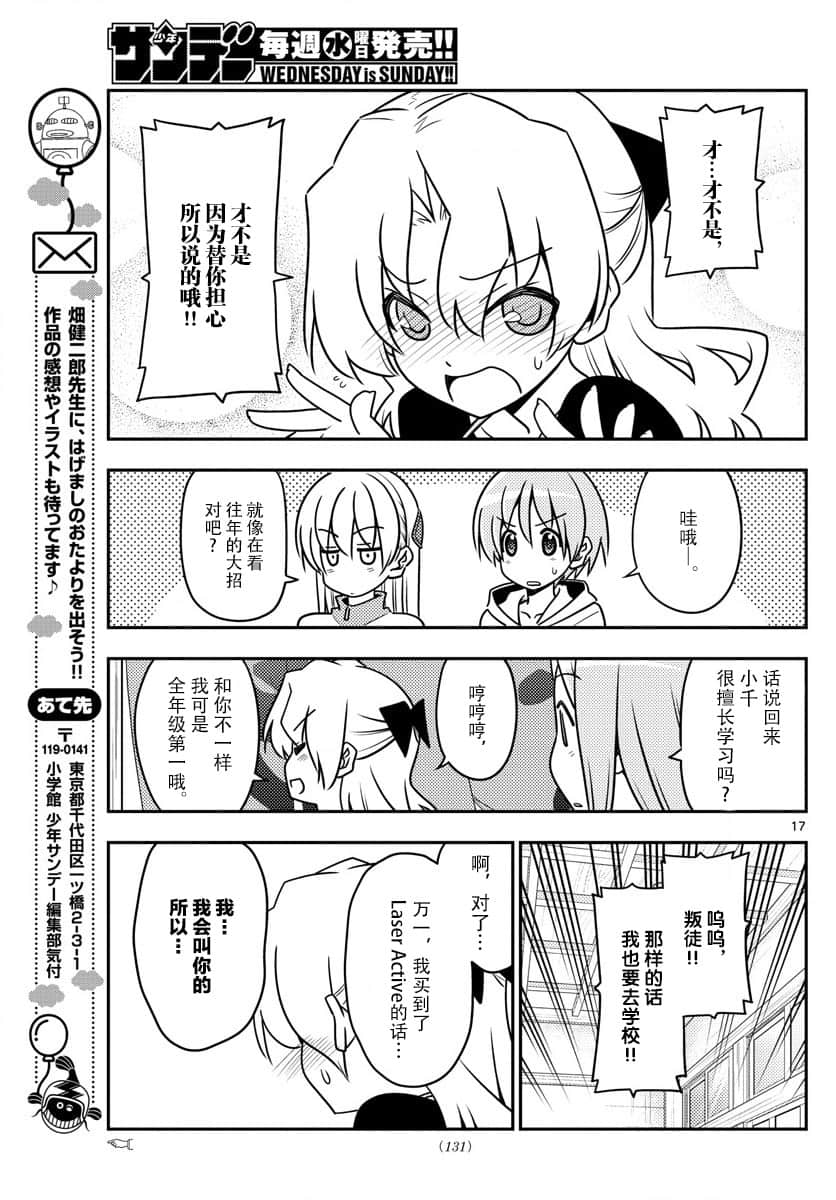 少年サンデー 毎週水曜日発売!!
WEDNESDAY is SUNDAY!!
才…才不是,
才不是
因为替你担心
所以说的哦!!
哇哦—。
就像在看
往年的大招
对吧?
话说回来
小千
很擅长学习吗?
哼哼哼,
和你不一样
我可是
全年级第一哦。
17
呜呜,
叛徒!!
那样的话
我也要去学校!!
啊,对了…
万一,我买到了
Laser Active
的话…
我…
我会叫你的
所以…
(131)
畑健二郎先生に、はげましのおたよりを出そう!!
作品の感想やイラストも待ってます♪
あて先
〒
119-0141
東京都千代田区一ツ橋2-3-1
小学館 少年サンデー編集部気付